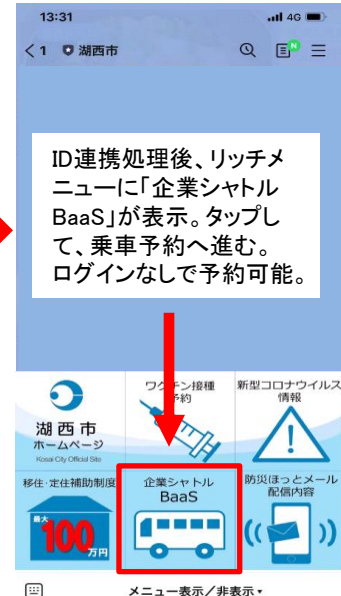 13:31
4G
1 湖西市
N
ID連携処理後、リッチメ
ニューに「企業シャトル
BaaS」が表示。タップし
て、乗車予約へ進む。
ログインなしで予約可能。
湖西市
ホームページ
Kosai City Official Site
ワクチン接種
予約
新型コロナウイルス
情報
移住·定住補助制度
最大
100
万円
企業シャトル
BaaS
防災ほっとメール
配信内容
メニュー表示/非表示